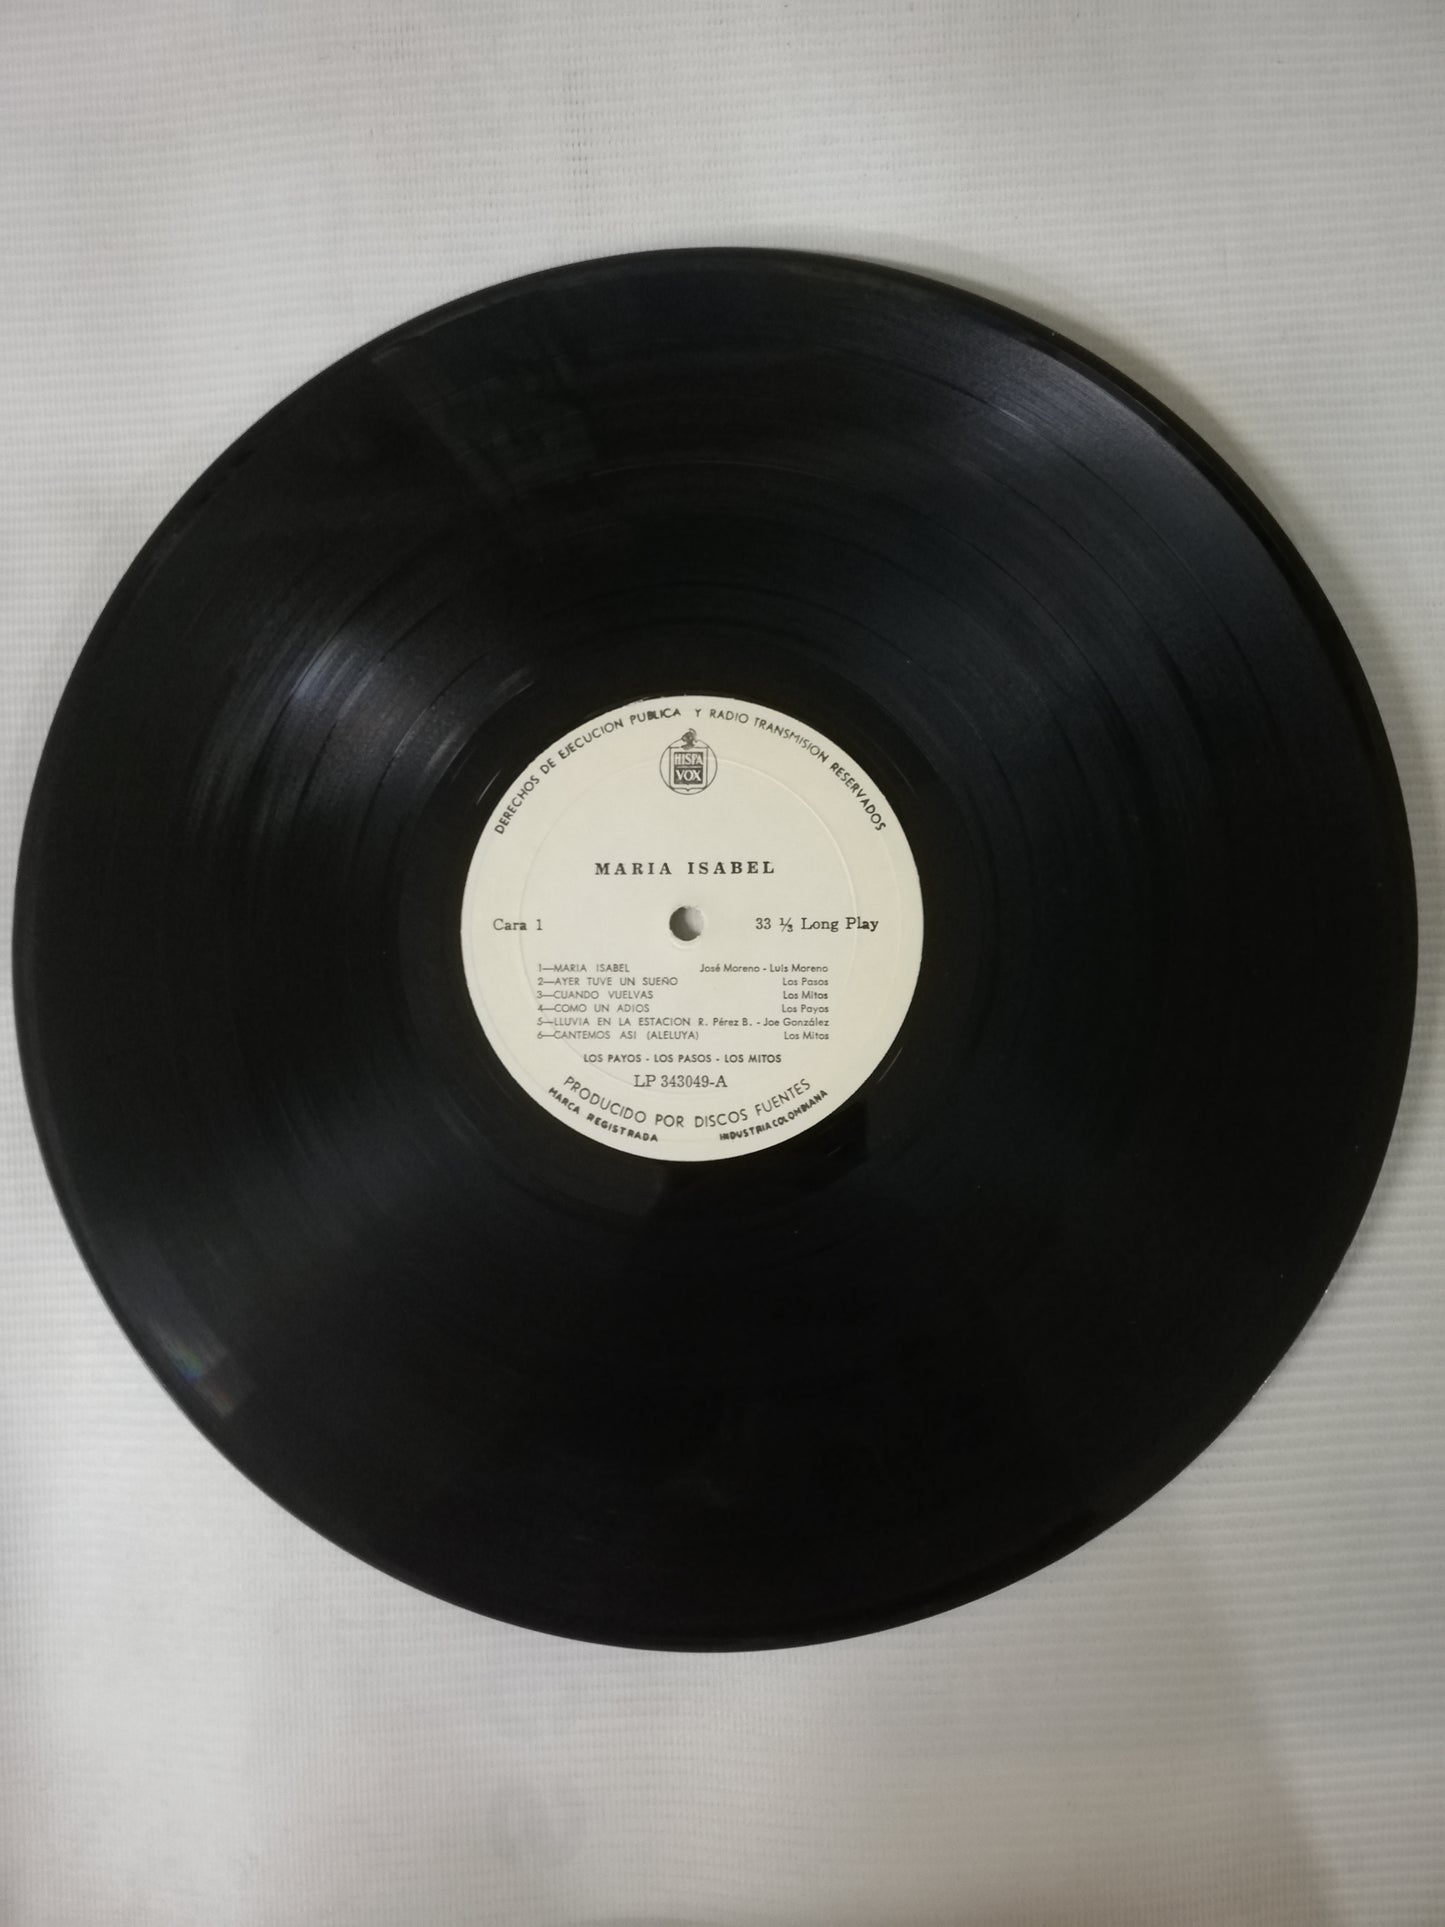 DERECHOS DE EJECUCION PUBLICA Y RADIO TRANSMISION RESERVADOS
HISPA
VOX
MARIA ISABEL
Cara 1 33 ⅓ Long Play
1—MARIA ISABEL José Moreno - Luis Moreno
2—AYER TUVE UN SUEÑO Los Pasos
3—CUANDO VUELVAS Los Mitos
4—COMO UN ADIOS Los Payos
5—LLUVIA EN LA ESTACION R. Pérez B. - Joe González
6—CANTEMOS ASI (ALELUYA) Los Mitos
LOS PAYOS - LOS PASOS - LOS MITOS
LP 343049-A
PRODUCIDO POR DISCOS FUENTES
MARCA REGISTRADA INDUSTRIA COLOMBIANA